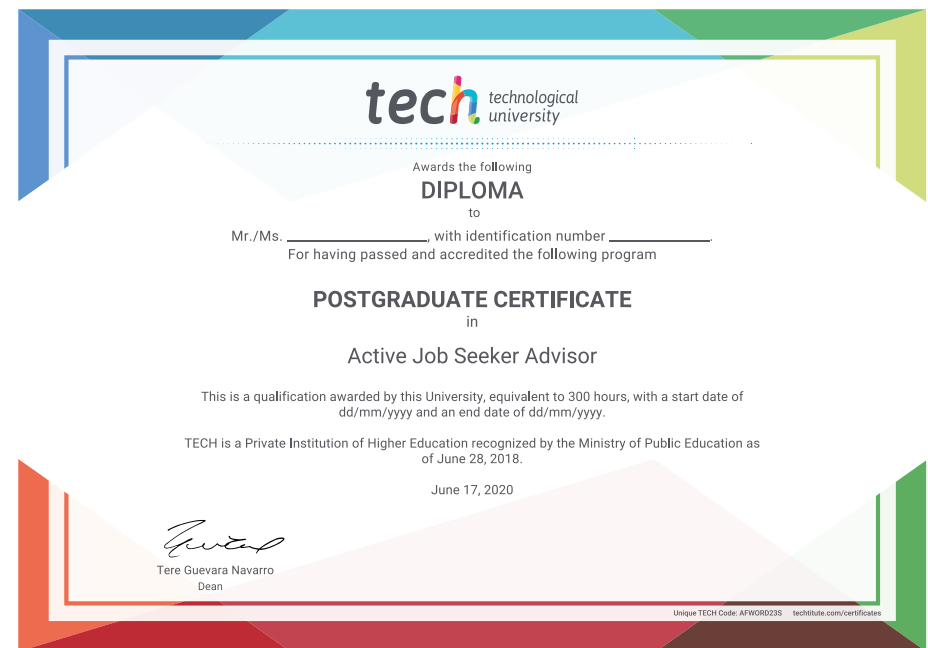 tech technological
university
Awards the following
DIPLOMA
to
Mr./Ms. ________________, with identification number ____________.
For having passed and accredited the following program
POSTGRADUATE CERTIFICATE
in
Active Job Seeker Advisor
This is a qualification awarded by this University, equivalent to 300 hours, with a start date of
dd/mm/yyyy and an end date of dd/mm/yyyy.
TECH is a Private Institution of Higher Education recognized by the Ministry of Public Education as
of June 28, 2018.
June 17, 2020
Tere Guevara Navarro
Dean
Unique TECH Code: AFWORD23S techtitute.com/certificates